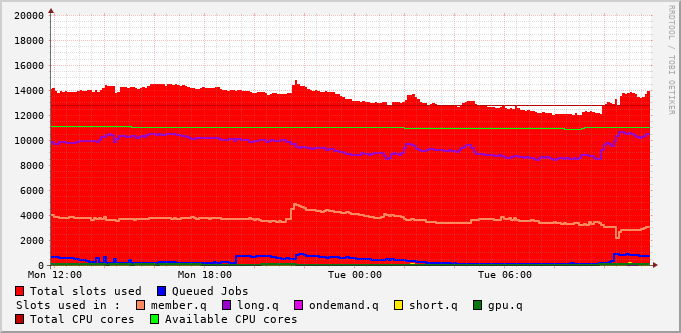 20000
18000
16000
14000
12000
10000
8000
6000
4000
2000
0
Mon 12:00 Mon 18:00 Tue 00:00 Tue 06:00
RRDTOOL / TOBI OETIKER
Total slots used Queued Jobs
Slots used in : member.q long.q ondemand.q short.q gpu.q
Total CPU cores Available CPU cores